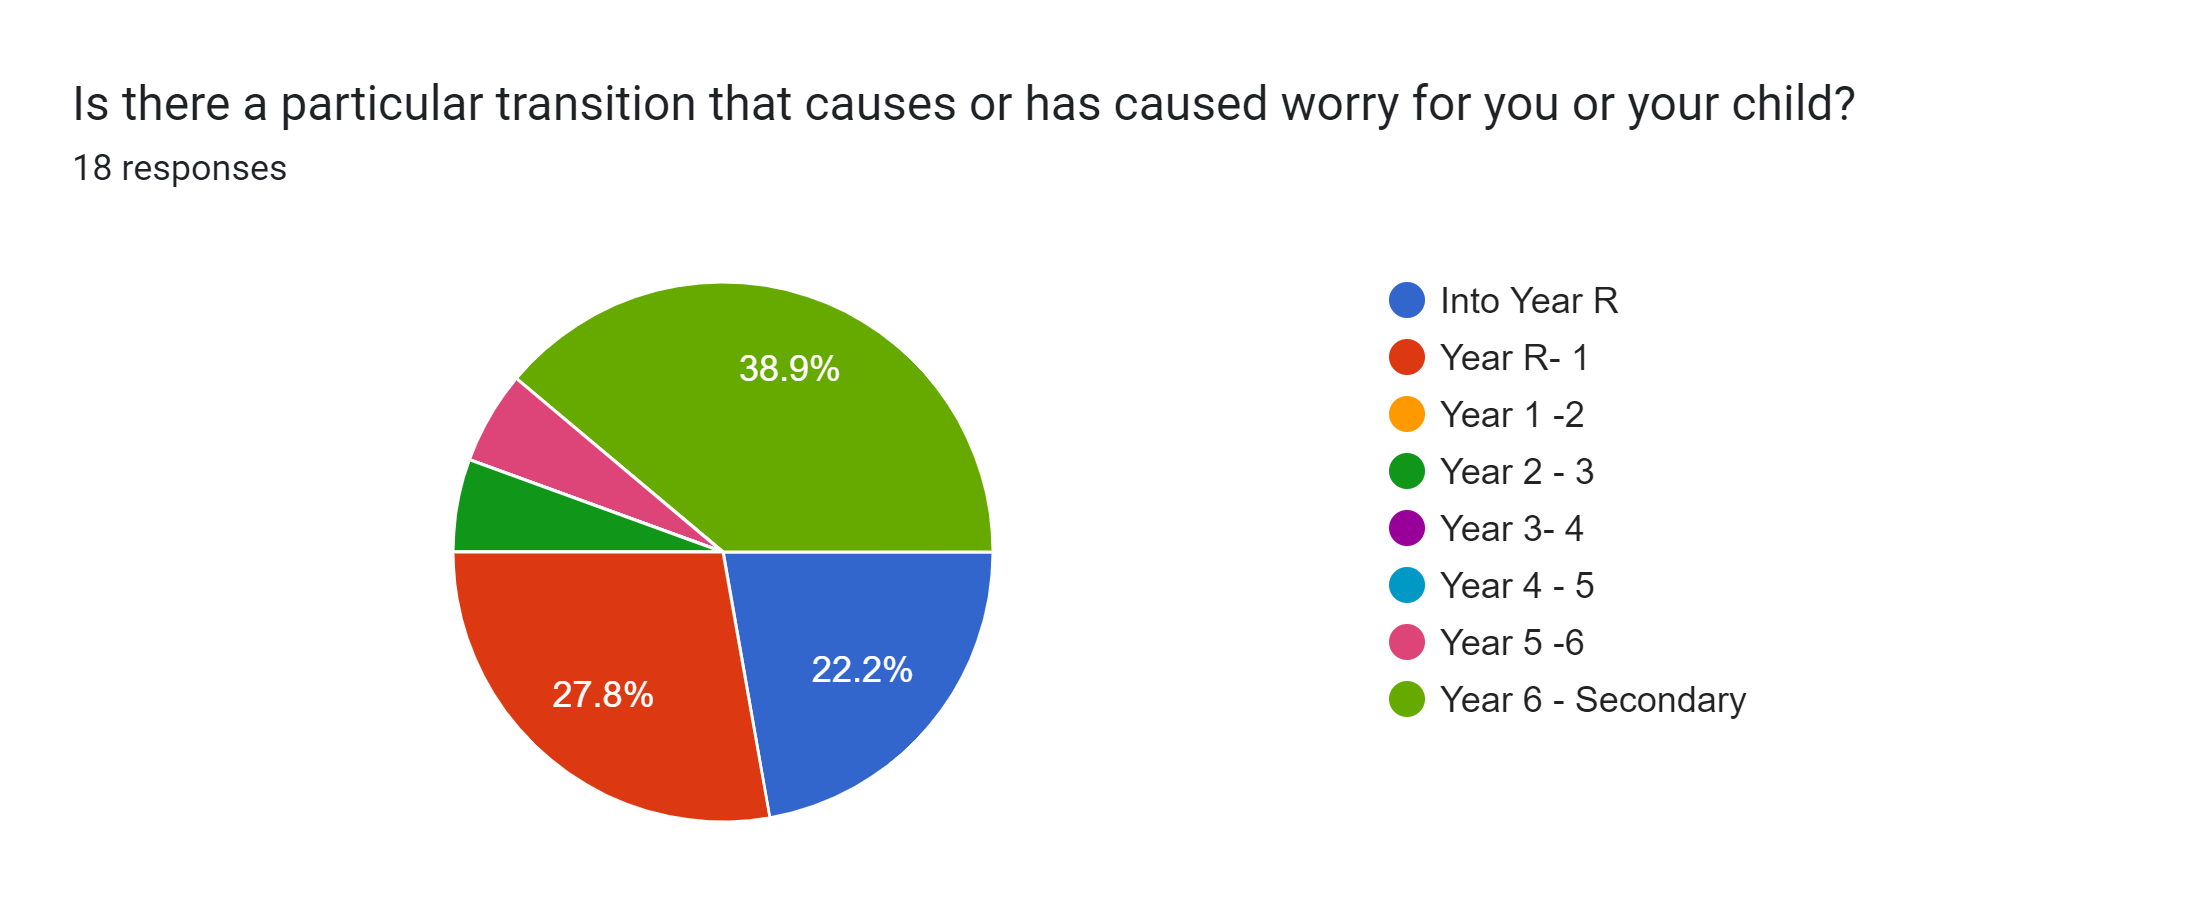 Is there a particular transition that causes or has caused worry for you or your child?
18 responses
38.9%
27.8%
22.2%
Into Year R
Year R- 1
Year 1 -2
Year 2 - 3
Year 3- 4
Year 4 - 5
Year 5 -6
Year 6 - Secondary